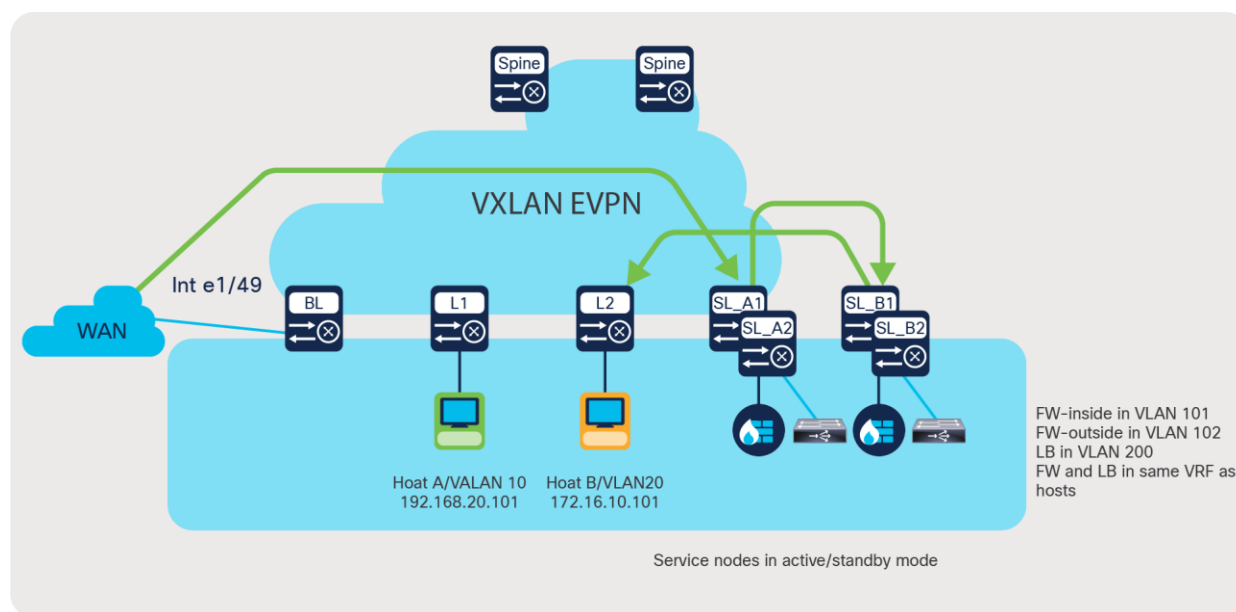 Spine
Spine
VXLAN EVPN
Int e1/49
WAN
BL
L1
L2
SL_A1
SL_A2
SL_B1
SL_B2
Hoat A/VALAN 10
192.168.20.101
Hoat B/VLAN20
172.16.10.101
FW-inside in VLAN 101
FW-outside in VLAN 102
LB in VLAN 200
FW and LB in same VRF as
hosts
Service nodes in active/standby mode